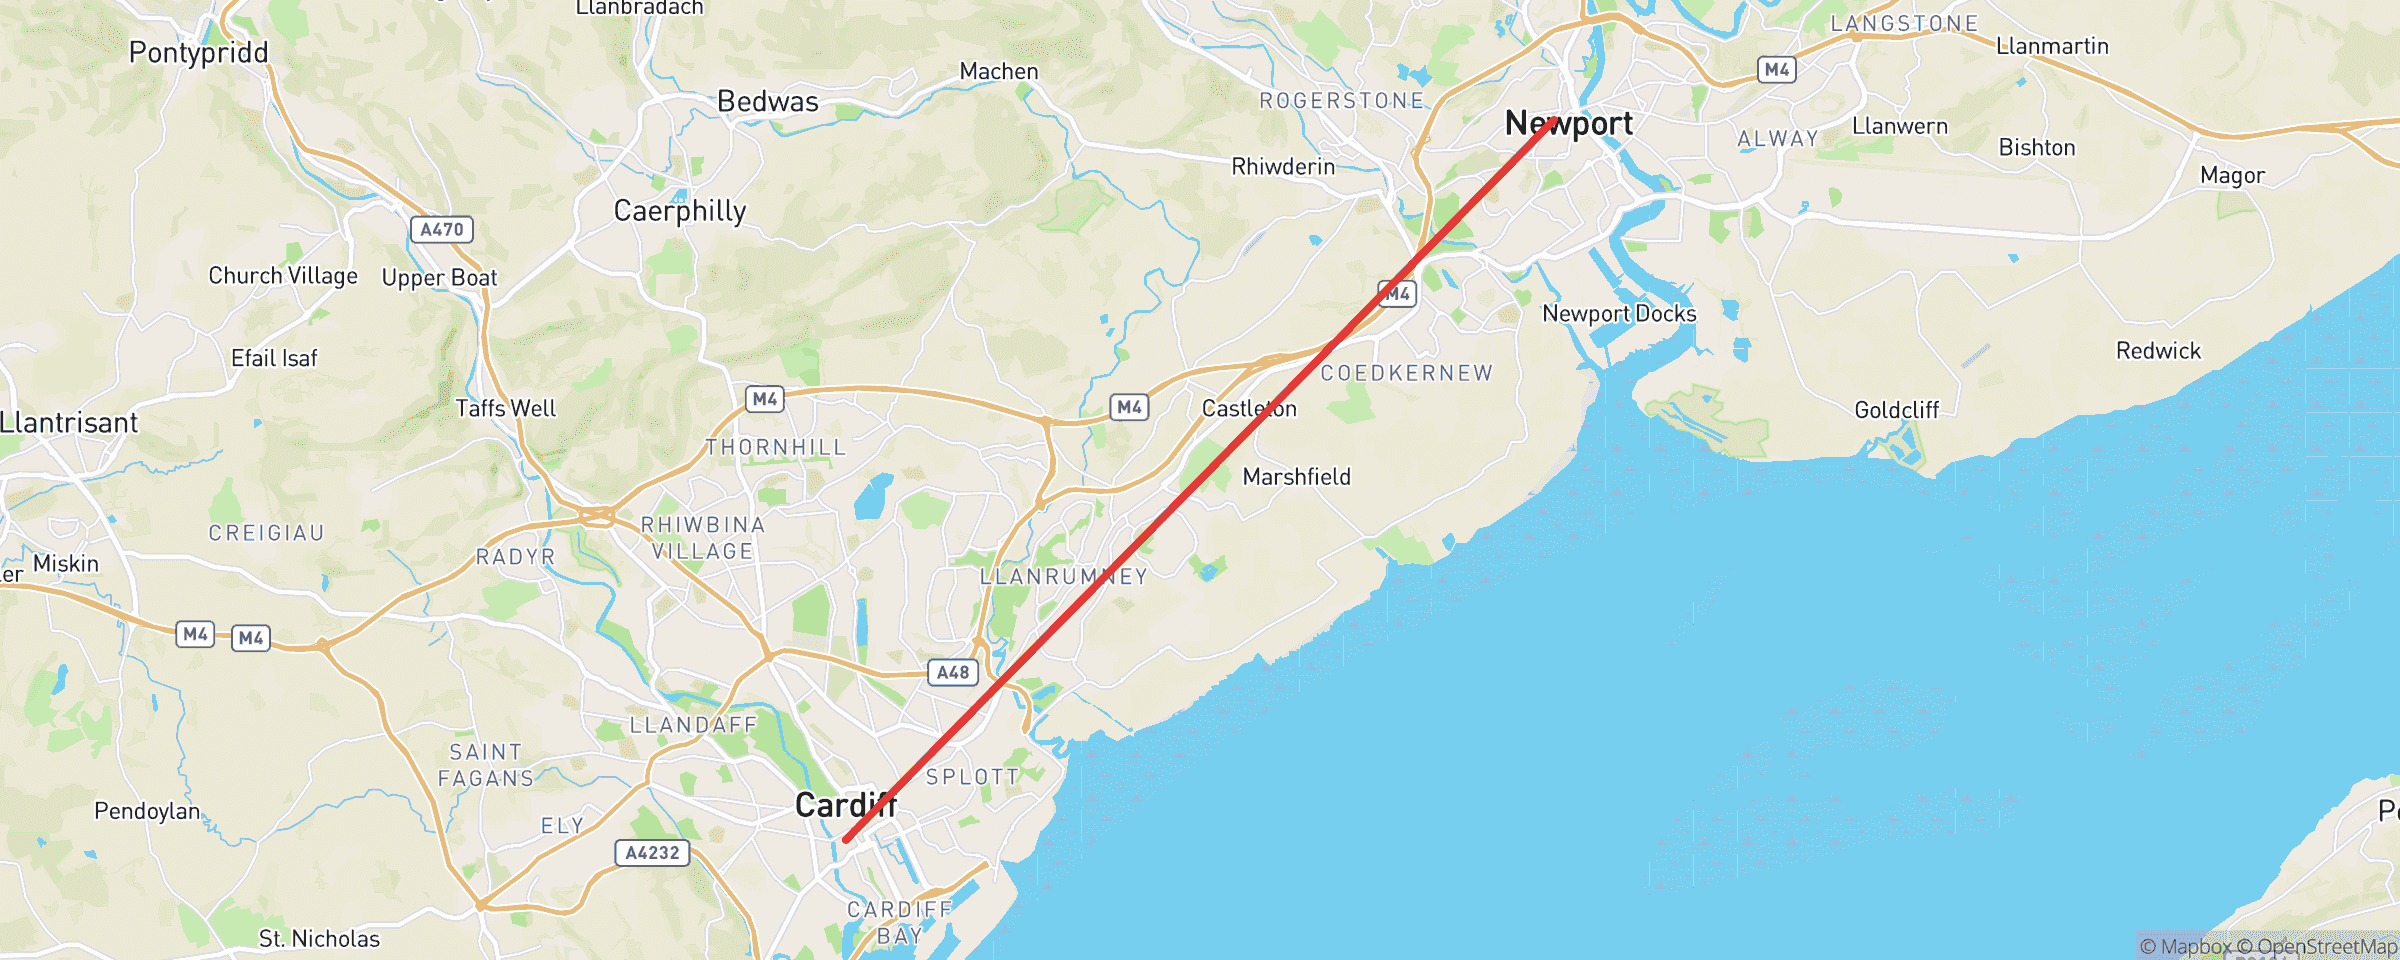 Llanbradach
LANGSTONE
Llanmartin
Pontypridd
Machen
M4
Bedwas
ROGERSTONE
Newport
Llanwern
ALWAY
Bishton
Rhiwderin
Magor
Caerphilly
A470
Church Village
Upper Boat
M4
Newport Docks
Redwick
Efail Isaf
COEDKERNEW
M4
M4
Taffs Well
Castleton
Goldcliff
Llantrisant
THORNHILL
Marshfield
RHIWBINA
VILLAGE
CREIGIAU
RADYR
Miskin
LLANRUMNEY
M4
M4
A48
LLANDAFF
SAINT
FAGANS
SPLOTT
Cardiff
Pendoylan
ELY
A4232
CARDIFF
BAY
St. Nicholas
© Mapbox © OpenStreetMap